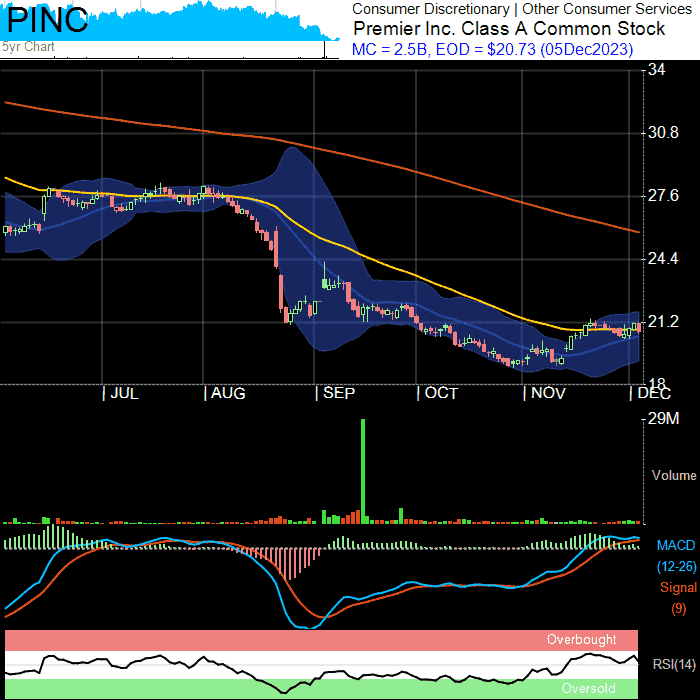 PINC
5yr Chart
Consumer Discretionary | Other Consumer Services
Premier Inc. Class A Common Stock
MC = 2.5B, EOD = $20.73 (05Dec2023)
34
30.8
27.6
24.4
21.2
18
JUL AUG SEP OCT NOV DEC
29M
Volume
MACD
(12-26)
Signal
(9)
Overbought
RSI(14)
Oversold